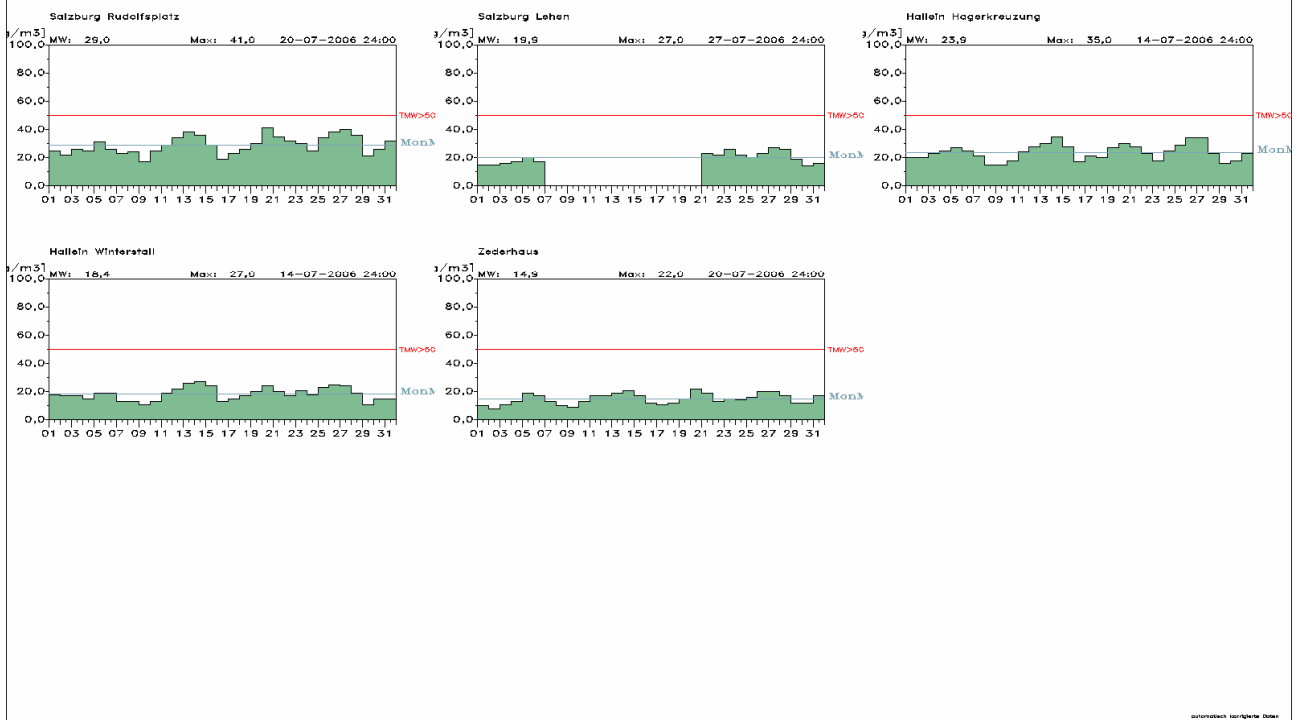 Salzburg Rudolfsplatz
/m3] MW: 29,0 Max: 41,0 20-07-2006 24:00
100,0
80,0
60,0
TMW>50
40,0
MonM
20,0
0,0
01 03 05 07 09 11 13 15 17 19 21 23 25 27 29 31
Salzburg Lehen
/m3] MW: 19,9 Max: 27,0 27-07-2006 24:00
100,0
80,0
60,0
TMW>50
40,0
20,0
MonM
0,0
01 03 05 07 09 11 13 15 17 19 21 23 25 27 29 31
Hallein Hagerkreuzung
/m3] MW: 23,9 Max: 35,0 14-07-2006 24:00
100,0
80,0
60,0
TMW>50
40,0
MonM
20,0
0,0
01 03 05 07 09 11 13 15 17 19 21 23 25 27 29 31
Hallein Winterstall
/m3] MW: 18,4 Max: 27,0 14-07-2006 24:00
100,0
80,0
60,0
TMW>50
40,0
20,0
MonM
0,0
01 03 05 07 09 11 13 15 17 19 21 23 25 27 29 31
Zederhaus
/m3] MW: 14,9 Max: 22,0 20-07-2006 24:00
100,0
80,0
60,0
TMW>50
40,0
20,0
MonM
0,0
01 03 05 07 09 11 13 15 17 19 21 23 25 27 29 31
automatisch korrigierte Daten